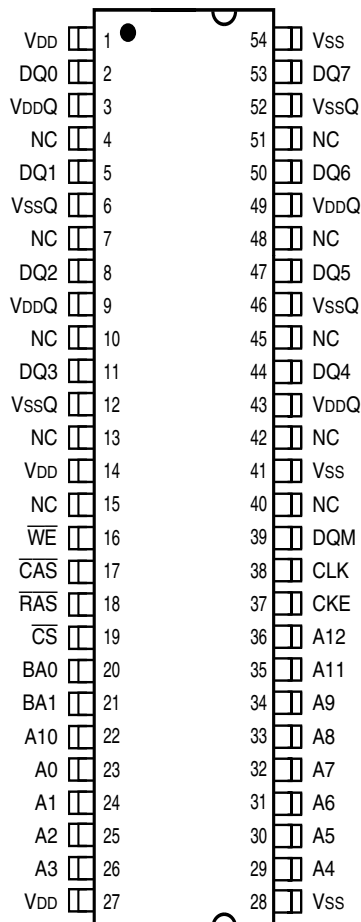 VDD 1 54 VSS
DQ0 2 53 DQ7
VDDQ 3 52 VSSQ
NC 4 51 NC
DQ1 5 50 DQ6
VSSQ 6 49 VDDQ
NC 7 48 NC
DQ2 8 47 DQ5
VDDQ 9 46 VSSQ
NC 10 45 NC
DQ3 11 44 DQ4
VSSQ 12 43 VDDQ
NC 13 42 NC
VDD 14 41 VSS
NC 15 40 NC
W̅E̅ 16 39 DQM
C̅A̅S̅ 17 38 CLK
R̅A̅S̅ 18 37 CKE
C̅S̅ 19 36 A12
BA0 20 35 A11
BA1 21 34 A9
A10 22 33 A8
A0 23 32 A7
A1 24 31 A6
A2 25 30 A5
A3 26 29 A4
VDD 27 28 VSS